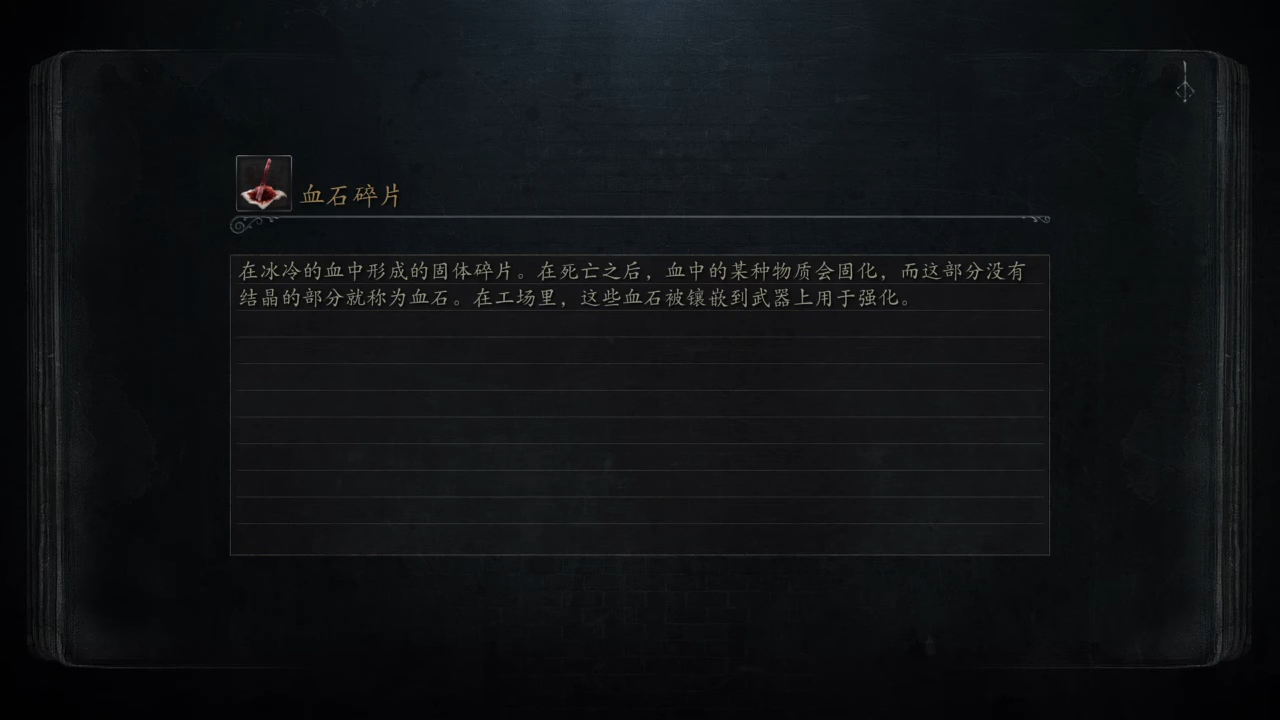 血石碎片
在冰冷的血中形成的固体碎片。在死亡之后，血中的某种物质会固化，而这部分没有
结晶的部分就称为血石。在工场里，这些血石被镶嵌到武器上用于强化。